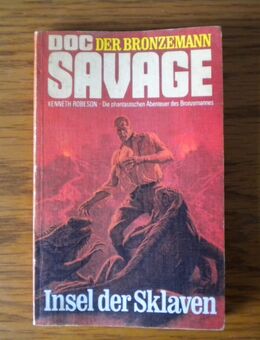 DOC DER BRONZEMANN
SAVAGE
KENNETH ROBESON - Die phantastischen Abenteuer des Bronzemannes
Insel der Sklaven